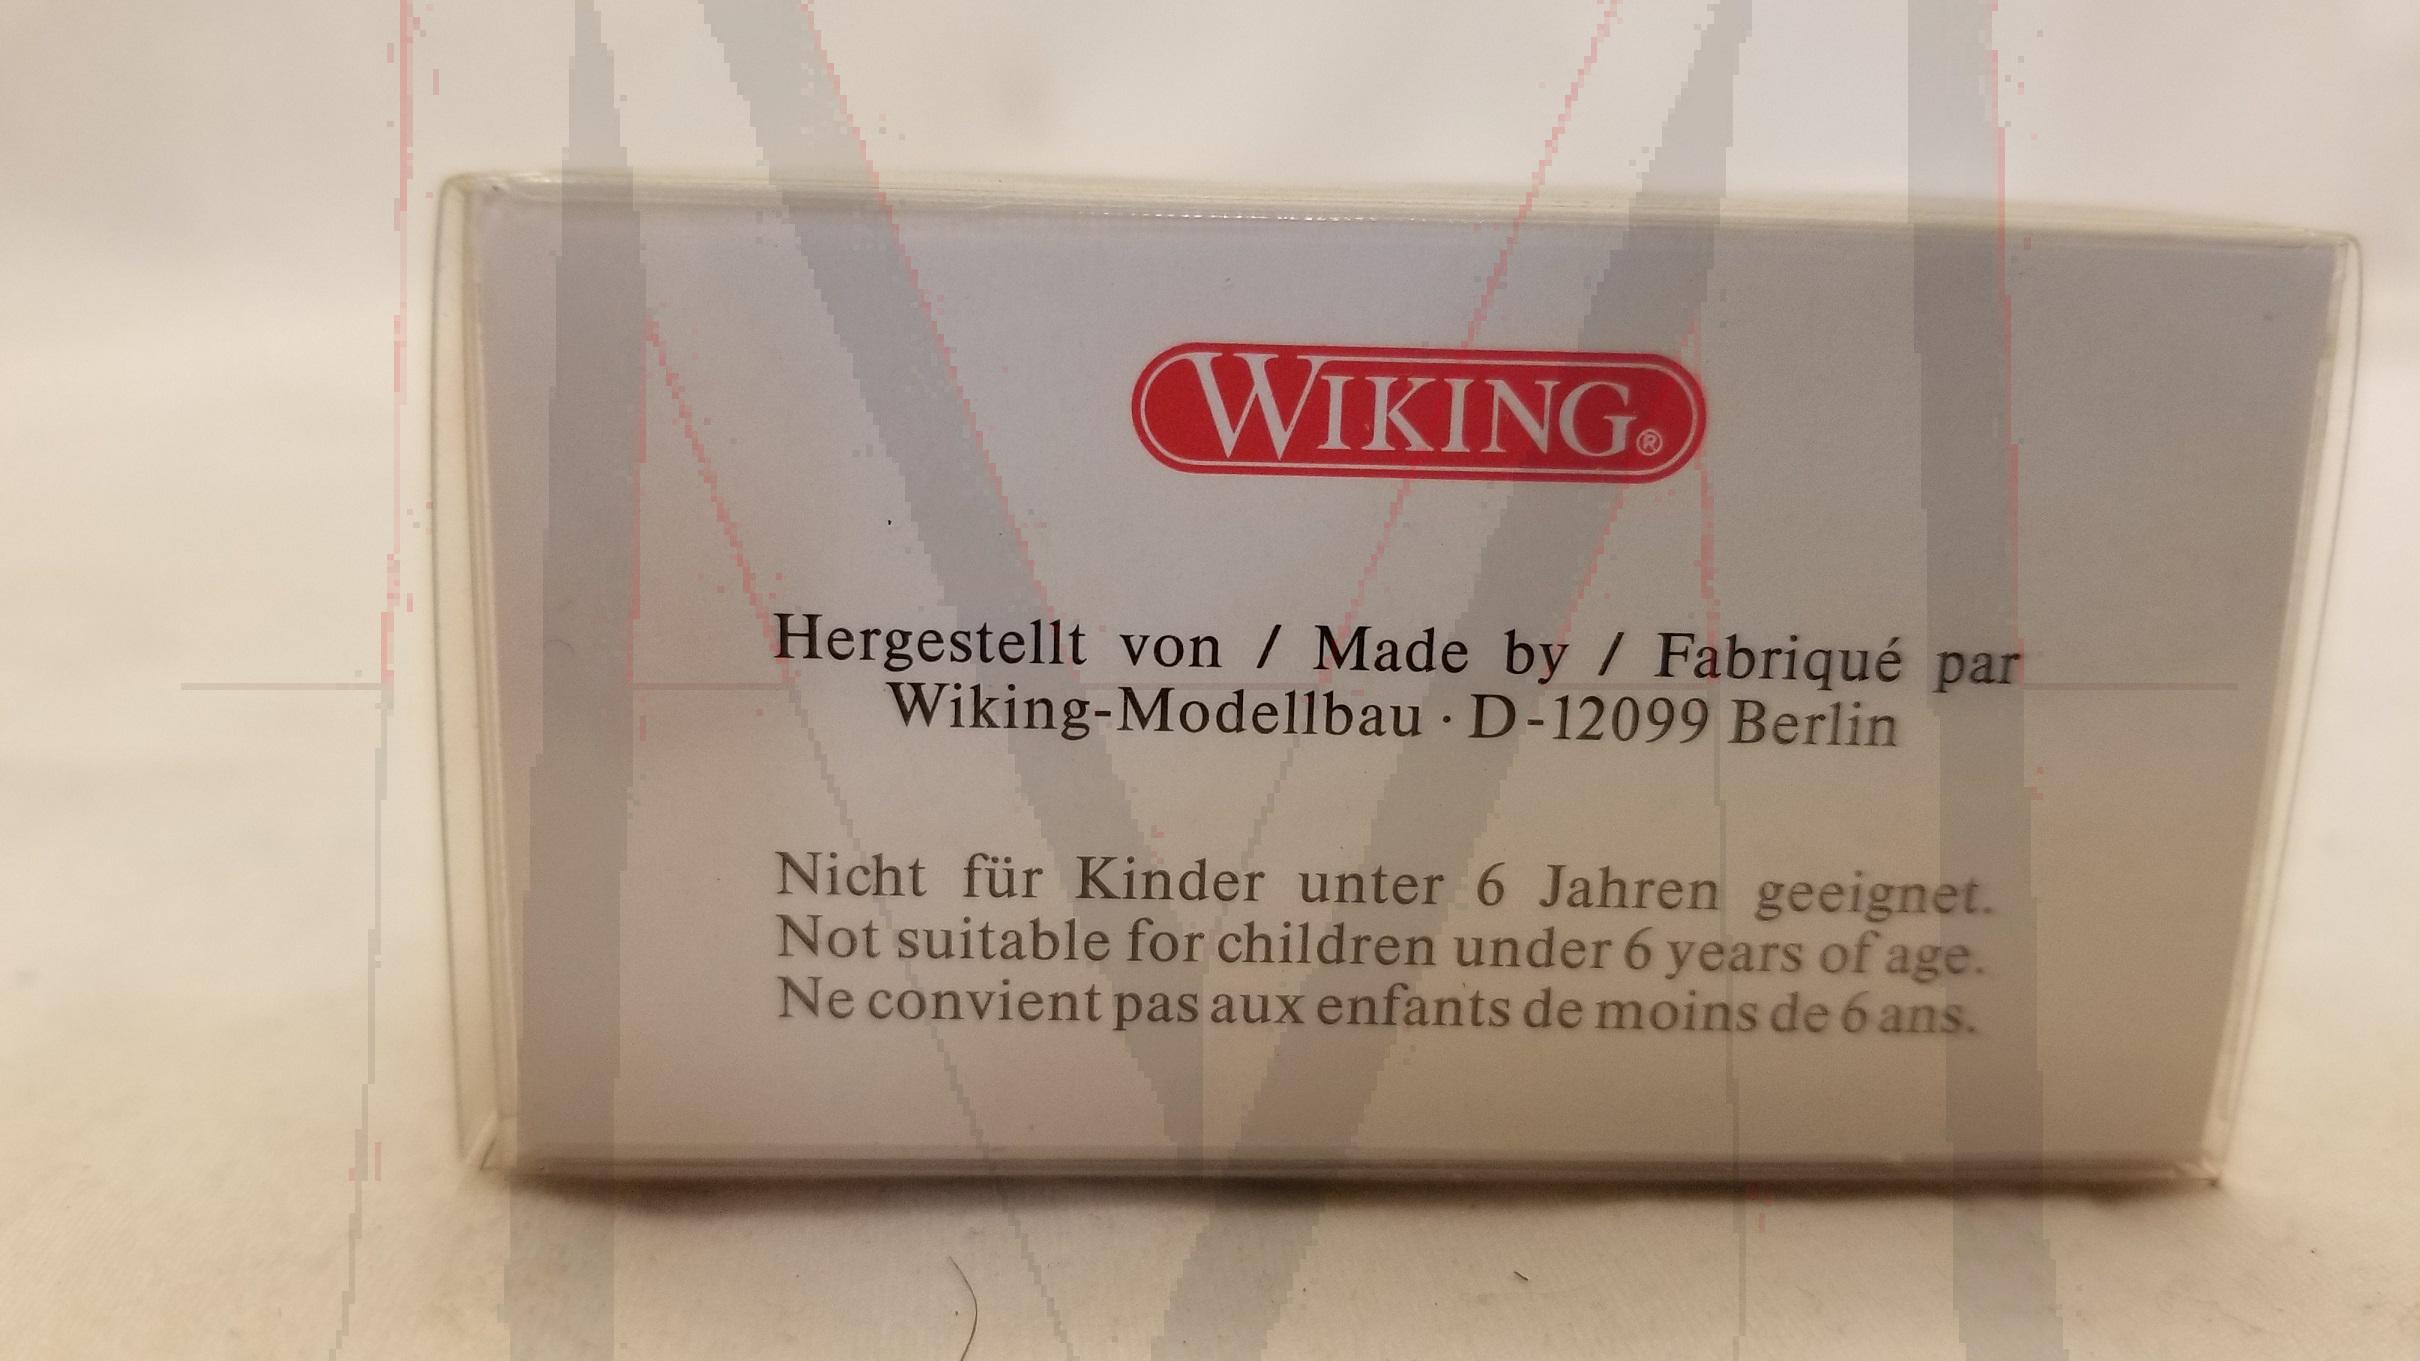 WIKING®
Hergestellt von / Made by / Fabriqué par
Wiking-Modellbau · D-12099 Berlin
Nicht für Kinder unter 6 Jahren geeignet.
Not suitable for children under 6 years of age.
Ne convient pas aux enfants de moins de 6 ans.